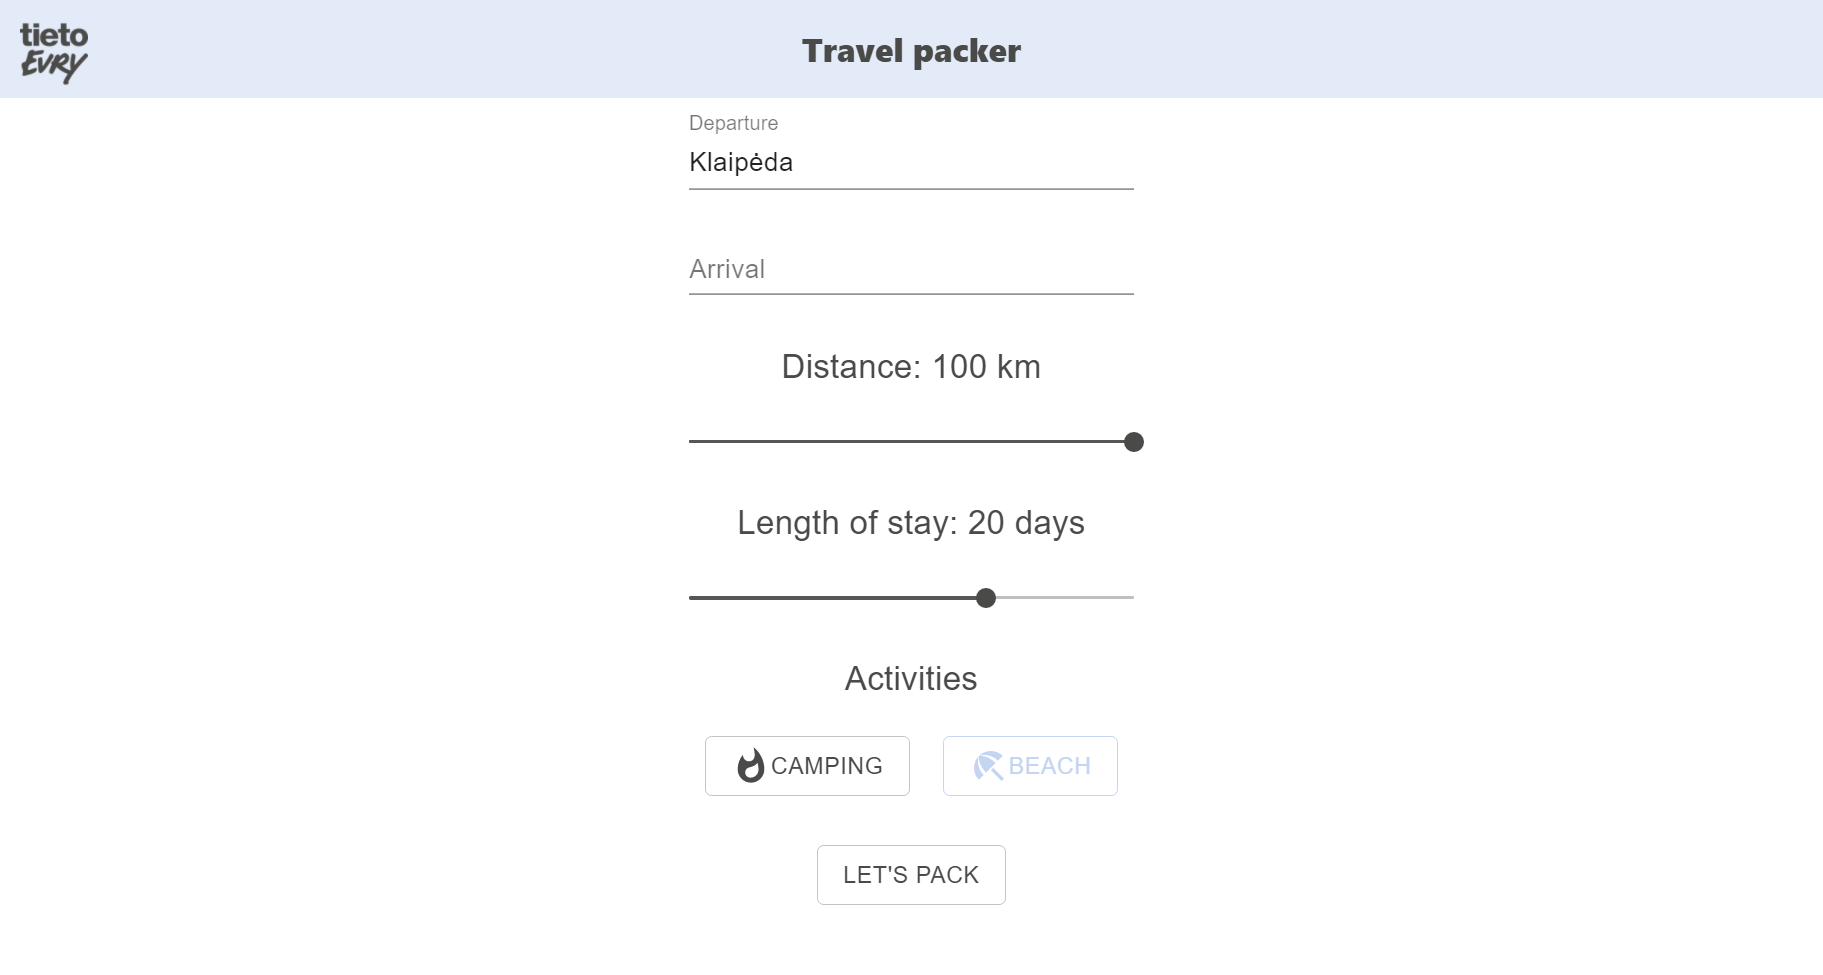 tieto
EVRY
Travel packer
Departure
Klaipėda
Arrival
Distance: 100 km
Length of stay: 20 days
Activities
CAMPING
BEACH
LET'S PACK